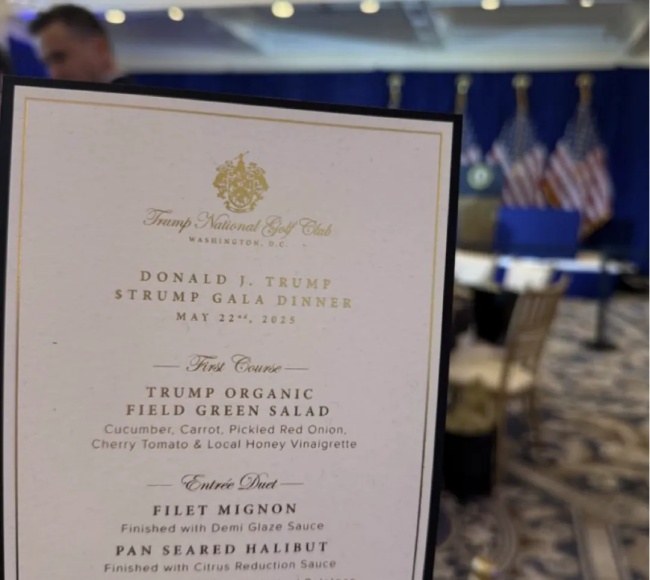 Trump National Golf Club
WASHINGTON, D.C.
DONALD J. TRUMP
$TRUMP GALA DINNER
MAY 22ⁿᵈ, 2025
First Course
TRUMP ORGANIC
FIELD GREEN SALAD
Cucumber, Carrot, Pickled Red Onion,
Cherry Tomato & Local Honey Vinaigrette
Entrée Duet
FILET MIGNON
Finished with Demi Glaze Sauce
PAN SEARED HALIBUT
Finished with Citrus Reduction Sauce